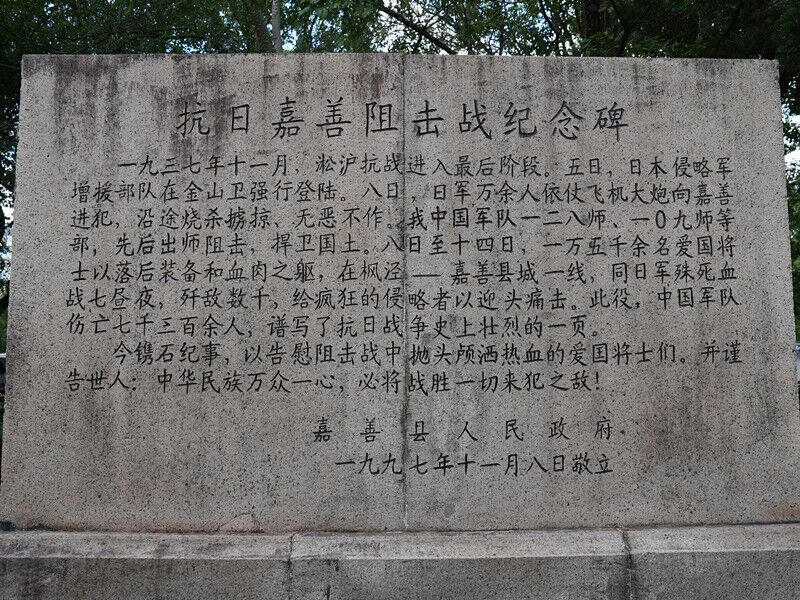 抗日嘉善阻击战纪念碑
一九三七年十一月，淞沪抗战进入最后阶段。五日，日本侵略军
增援部队在金山卫强行登陆。八日，日军万余人依仗飞机大炮向嘉善
进犯，沿途烧杀掳掠、无恶不作。我中国军队一二八师、一0九师等
部，先后出师阻击，捍卫国土。八日至十四日，一万五千余名爱国将
士以落后装备和血肉之躯，在枫泾——嘉善县城一线，同日军殊死血
战七昼夜，歼敌数千，给疯狂的侵略者以迎头痛击。此役，中国军队
伤亡七千三百余人，谱写了抗日战争史上壮烈的一页。
今镌石纪事，以告慰阻击战中抛头颅洒热血的爱国将士们。并谨
告世人：中华民族万众一心，必将战胜一切来犯之敌！
嘉善县人民政府
一九九七年十一月八日敬立